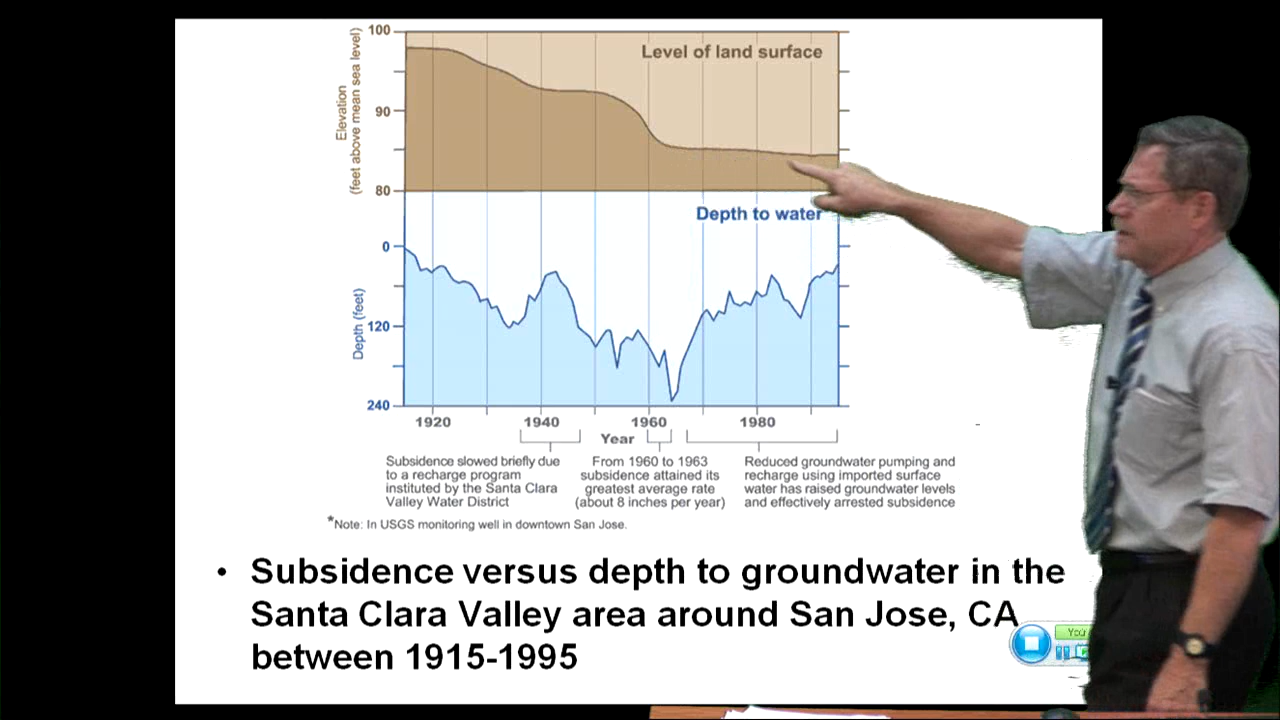 100
Level of land surface
Elevation
(feet above mean sea level)
90
80
Depth to water
0
Depth (feet)
120
240
1920 1940 1960 1980
Year
Subsidence slowed briefly due
to a recharge program
instituted by the Santa Clara
Valley Water District
From 1960 to 1963
subsidence attained its
greatest average rate
(about 8 inches per year)
Reduced groundwater pumping and
recharge using imported surface
water has raised groundwater levels
and effectively arrested subsidence
*Note: In USGS monitoring well in downtown San Jose.
• Subsidence versus depth to groundwater in the
Santa Clara Valley area around San Jose, CA
between 1915-1995
You